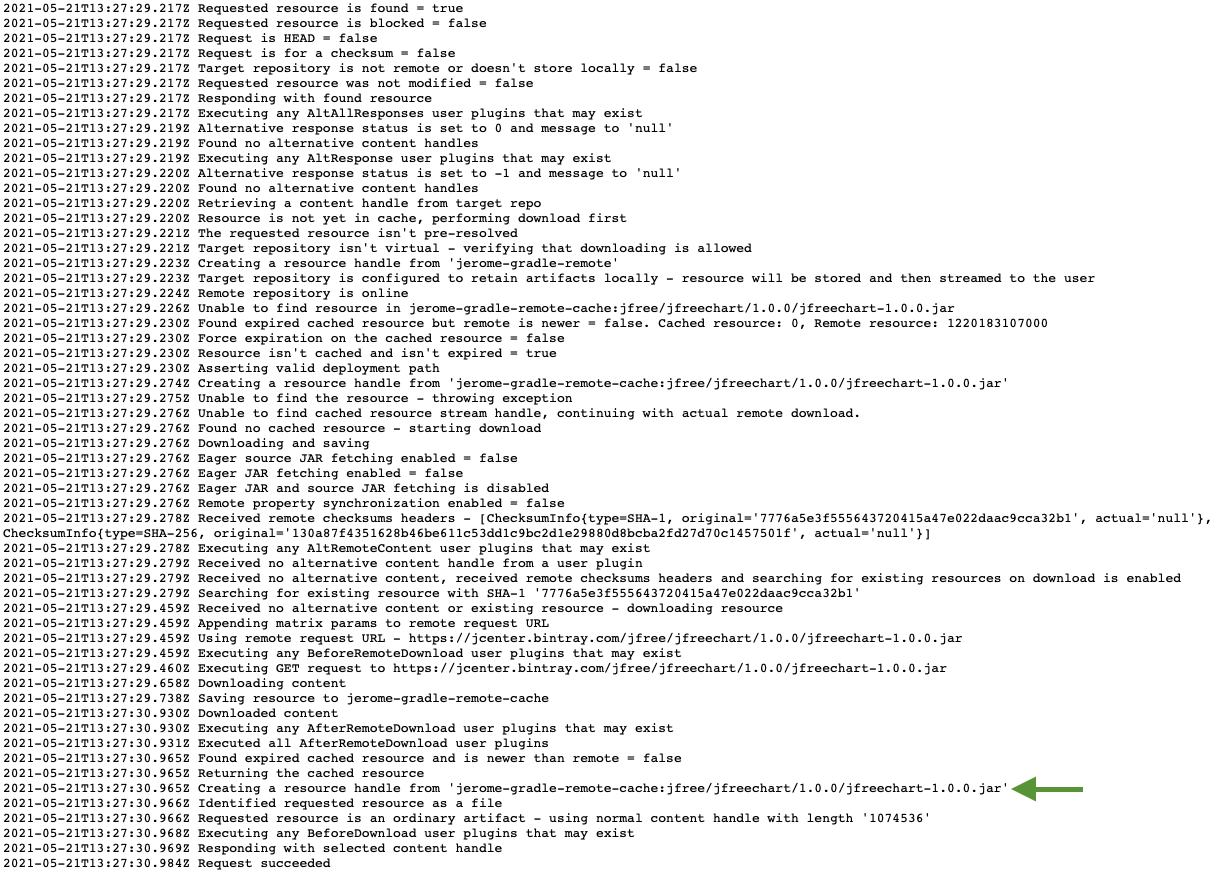 2021-05-21T13:27:29.217Z Requested resource is found = true
2021-05-21T13:27:29.217Z Requested resource is blocked = false
2021-05-21T13:27:29.217Z Request is HEAD = false
2021-05-21T13:27:29.217Z Request is for a checksum = false
2021-05-21T13:27:29.217Z Target repository is not remote or doesn't store locally = false
2021-05-21T13:27:29.217Z Requested resource was not modified = false
2021-05-21T13:27:29.217Z Responding with found resource
2021-05-21T13:27:29.217Z Executing any AltAllResponses user plugins that may exist
2021-05-21T13:27:29.219Z Alternative response status is set to 0 and message to 'null'
2021-05-21T13:27:29.219Z Found no alternative content handles
2021-05-21T13:27:29.219Z Executing any AltResponse user plugins that may exist
2021-05-21T13:27:29.220Z Alternative response status is set to -1 and message to 'null'
2021-05-21T13:27:29.220Z Found no alternative content handles
2021-05-21T13:27:29.220Z Retrieving a content handle from target repo
2021-05-21T13:27:29.220Z Resource is not yet in cache, performing download first
2021-05-21T13:27:29.221Z The requested resource isn't pre-resolved
2021-05-21T13:27:29.221Z Target repository isn't virtual - verifying that downloading is allowed
2021-05-21T13:27:29.223Z Creating a resource handle from 'jerome-gradle-remote'
2021-05-21T13:27:29.223Z Target repository is configured to retain artifacts locally - resource will be stored and then streamed to the user
2021-05-21T13:27:29.224Z Remote repository is online
2021-05-21T13:27:29.226Z Unable to find resource in jerome-gradle-remote-cache:jfree/jfreechart/1.0.0/jfreechart-1.0.0.jar
2021-05-21T13:27:29.230Z Found expired cached resource but remote is newer = false. Cached resource: 0, Remote resource: 1220183107000
2021-05-21T13:27:29.230Z Force expiration on the cached resource = false
2021-05-21T13:27:29.230Z Resource isn't cached and isn't expired = true
2021-05-21T13:27:29.230Z Asserting valid deployment path
2021-05-21T13:27:29.274Z Creating a resource handle from 'jerome-gradle-remote-cache:jfree/jfreechart/1.0.0/jfreechart-1.0.0.jar'
2021-05-21T13:27:29.275Z Unable to find the resource - throwing exception
2021-05-21T13:27:29.276Z Unable to find cached resource stream handle, continuing with actual remote download.
2021-05-21T13:27:29.276Z Found no cached resource - starting download
2021-05-21T13:27:29.276Z Downloading and saving
2021-05-21T13:27:29.276Z Eager source JAR fetching enabled = false
2021-05-21T13:27:29.276Z Eager JAR fetching enabled = false
2021-05-21T13:27:29.276Z Eager JAR and source JAR fetching is disabled
2021-05-21T13:27:29.276Z Remote property synchronization enabled = false
2021-05-21T13:27:29.278Z Received remote checksums headers - [ChecksumInfo{type=SHA-1, original='7776a5e3f555643720415a47e022daac9cca32b1', actual='null'},
ChecksumInfo{type=SHA-256, original='130a87f4351628b46be611c53dd1c9bc2d1e29880d8bcba2fd27d70c1457501f', actual='null'}]
2021-05-21T13:27:29.278Z Executing any AltRemoteContent user plugins that may exist
2021-05-21T13:27:29.279Z Received no alternative content handle from a user plugin
2021-05-21T13:27:29.279Z Received no alternative content, received remote checksums headers and searching for existing resources on download is enabled
2021-05-21T13:27:29.279Z Searching for existing resource with SHA-1 '7776a5e3f555643720415a47e022daac9cca32b1'
2021-05-21T13:27:29.459Z Received no alternative content or existing resource - downloading resource
2021-05-21T13:27:29.459Z Appending matrix params to remote request URL
2021-05-21T13:27:29.459Z Using remote request URL - https://jcenter.bintray.com/jfree/jfreechart/1.0.0/jfreechart-1.0.0.jar
2021-05-21T13:27:29.459Z Executing any BeforeRemoteDownload user plugins that may exist
2021-05-21T13:27:29.460Z Executing GET request to https://jcenter.bintray.com/jfree/jfreechart/1.0.0/jfreechart-1.0.0.jar
2021-05-21T13:27:29.658Z Downloading content
2021-05-21T13:27:29.738Z Saving resource to jerome-gradle-remote-cache
2021-05-21T13:27:30.930Z Downloaded content
2021-05-21T13:27:30.930Z Executing any AfterRemoteDownload user plugins that may exist
2021-05-21T13:27:30.931Z Executed all AfterRemoteDownload user plugins
2021-05-21T13:27:30.965Z Found expired cached resource and is newer than remote = false
2021-05-21T13:27:30.965Z Returning the cached resource
2021-05-21T13:27:30.965Z Creating a resource handle from 'jerome-gradle-remote-cache:jfree/jfreechart/1.0.0/jfreechart-1.0.0.jar'
2021-05-21T13:27:30.966Z Identified requested resource as a file
2021-05-21T13:27:30.966Z Requested resource is an ordinary artifact - using normal content handle with length '1074536'
2021-05-21T13:27:30.968Z Executing any BeforeDownload user plugins that may exist
2021-05-21T13:27:30.969Z Responding with selected content handle
2021-05-21T13:27:30.984Z Request succeeded